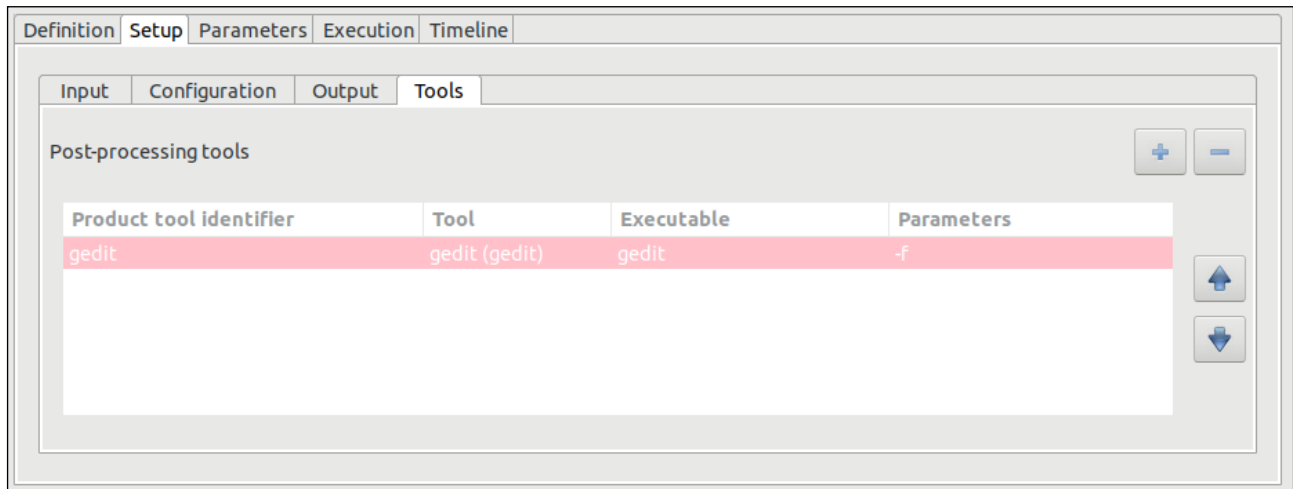 Definition Setup Parameters Execution Timeline
Input Configuration Output Tools
Post-processing tools
Product tool identifier Tool Executable Parameters
gedit gedit (gedit) gedit -f